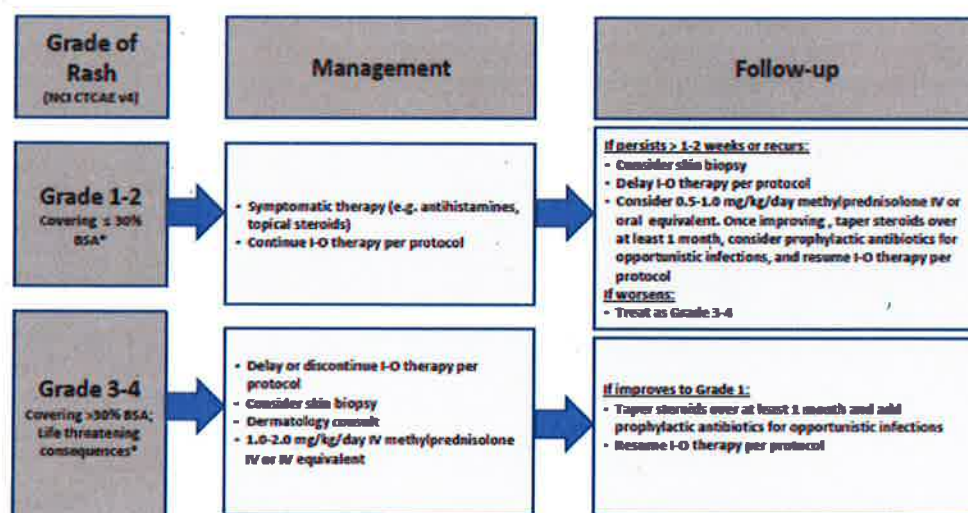 Grade of
Rash
(NCI CTCAE v4)
Management
Follow-up
Grade 1-2
Covering ≤ 30%
BSA*
• Symptomatic therapy (e.g. antihistamines,
topical steroids)
• Continue I-O therapy per protocol
If persists > 1-2 weeks or recurs:
• Consider skin biopsy
• Delay I-O therapy per protocol
• Consider 0.5-1.0 mg/kg/day methylprednisolone IV or
oral equivalent. Once improving , taper steroids over
at least 1 month, consider prophylactic antibiotics for
opportunistic infections, and resume I-O therapy per
protocol
If worsens:
• Treat as Grade 3-4
Grade 3-4
Covering >30% BSA;
Life threatening
consequences*
• Delay or discontinue I-O therapy per
protocol
• Consider skin biopsy
• Dermatology consult
• 1.0-2.0 mg/kg/day IV methylprednisolone
IV or IV equivalent
If improves to Grade 1:
• Taper steroids over at least 1 month and add
prophylactic antibiotics for opportunistic infections
• Resume I-O therapy per protocol